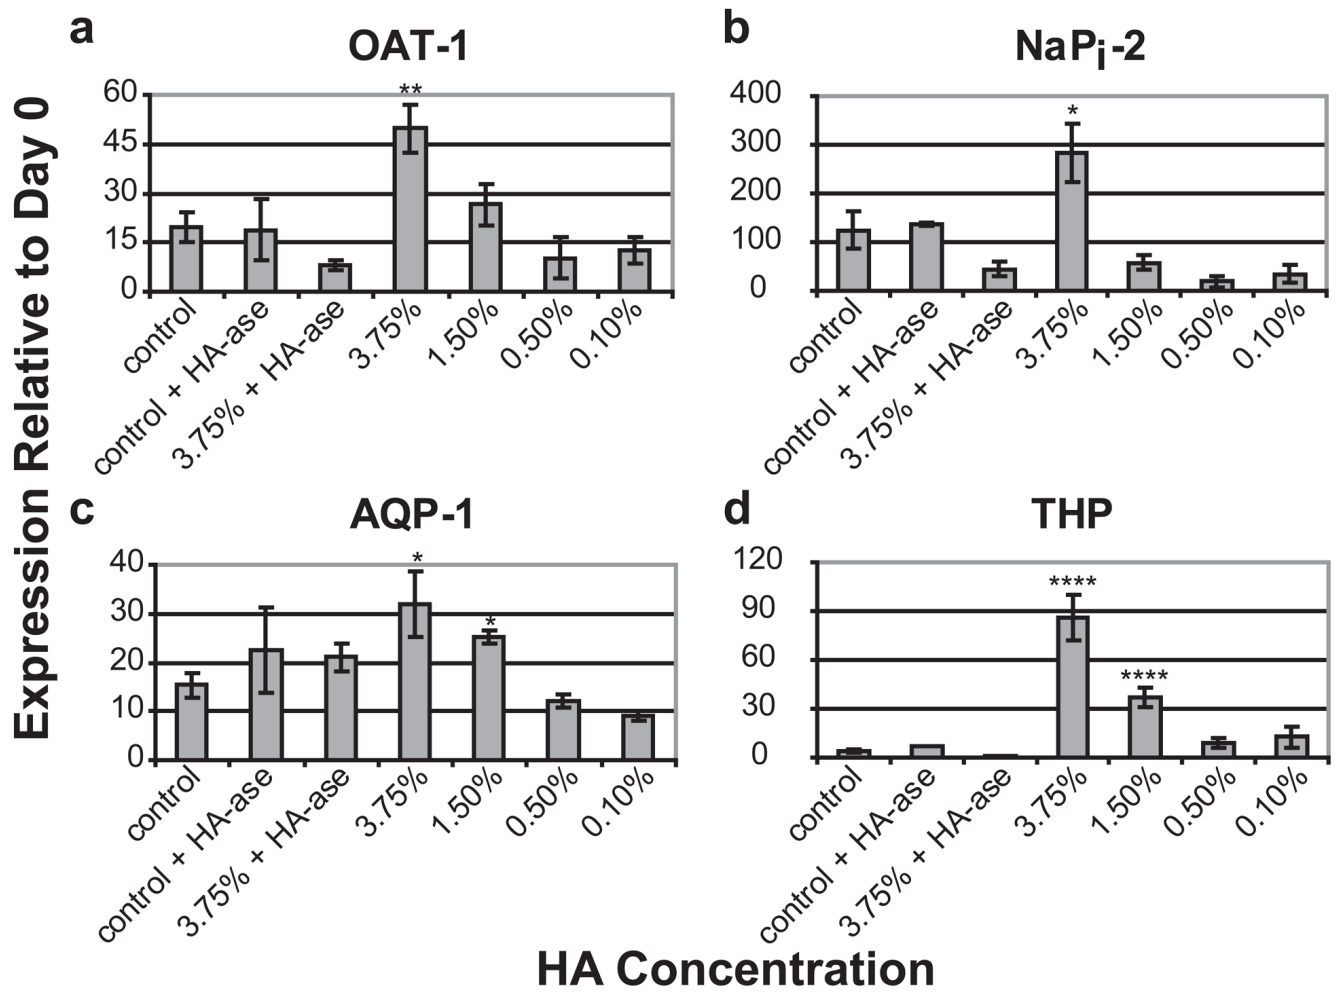 a
OAT-1
b
NaPi-2
Expression Relative to Day 0
60
45
30
15
0
**
control
control + HA-ase
3.75% + HA-ase
3.75%
1.50%
0.50%
0.10%
400
300
200
100
0
*
control
control + HA-ase
3.75% + HA-ase
3.75%
1.50%
0.50%
0.10%
c
AQP-1
d
THP
40
30
20
10
0
*
*
control
control + HA-ase
3.75% + HA-ase
3.75%
1.50%
0.50%
0.10%
120
90
60
30
0
****
****
control
control + HA-ase
3.75% + HA-ase
3.75%
1.50%
0.50%
0.10%
HA Concentration